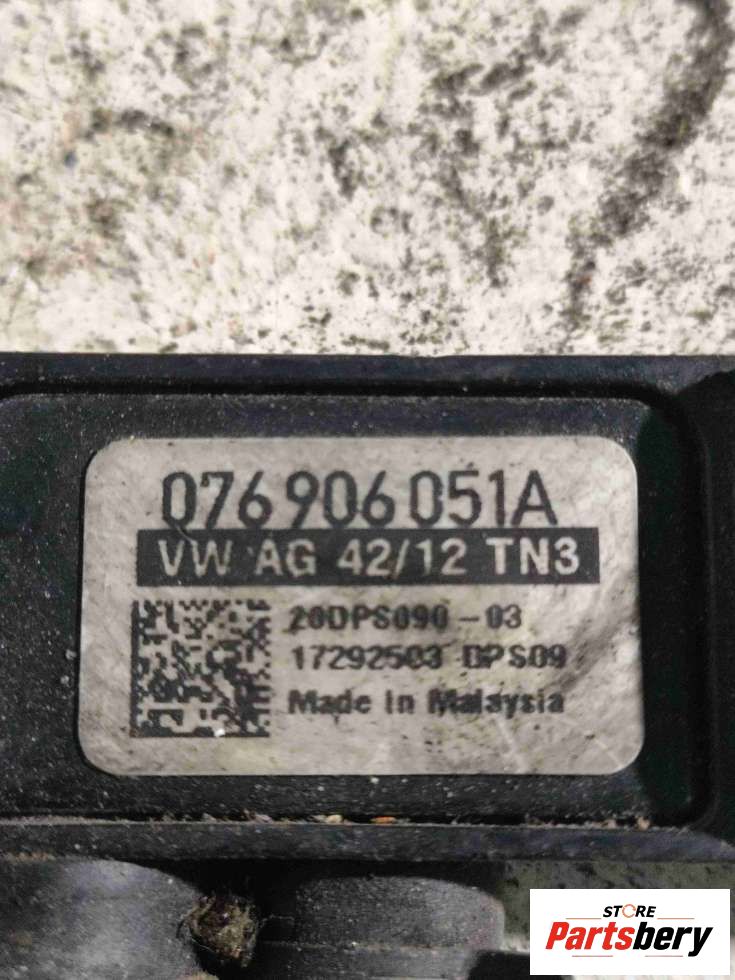 076 906 051A
VW AG 42/12 TN3
20DPS090-03
17292503 DPS09
Made in Malaysia
STORE
Partsbery